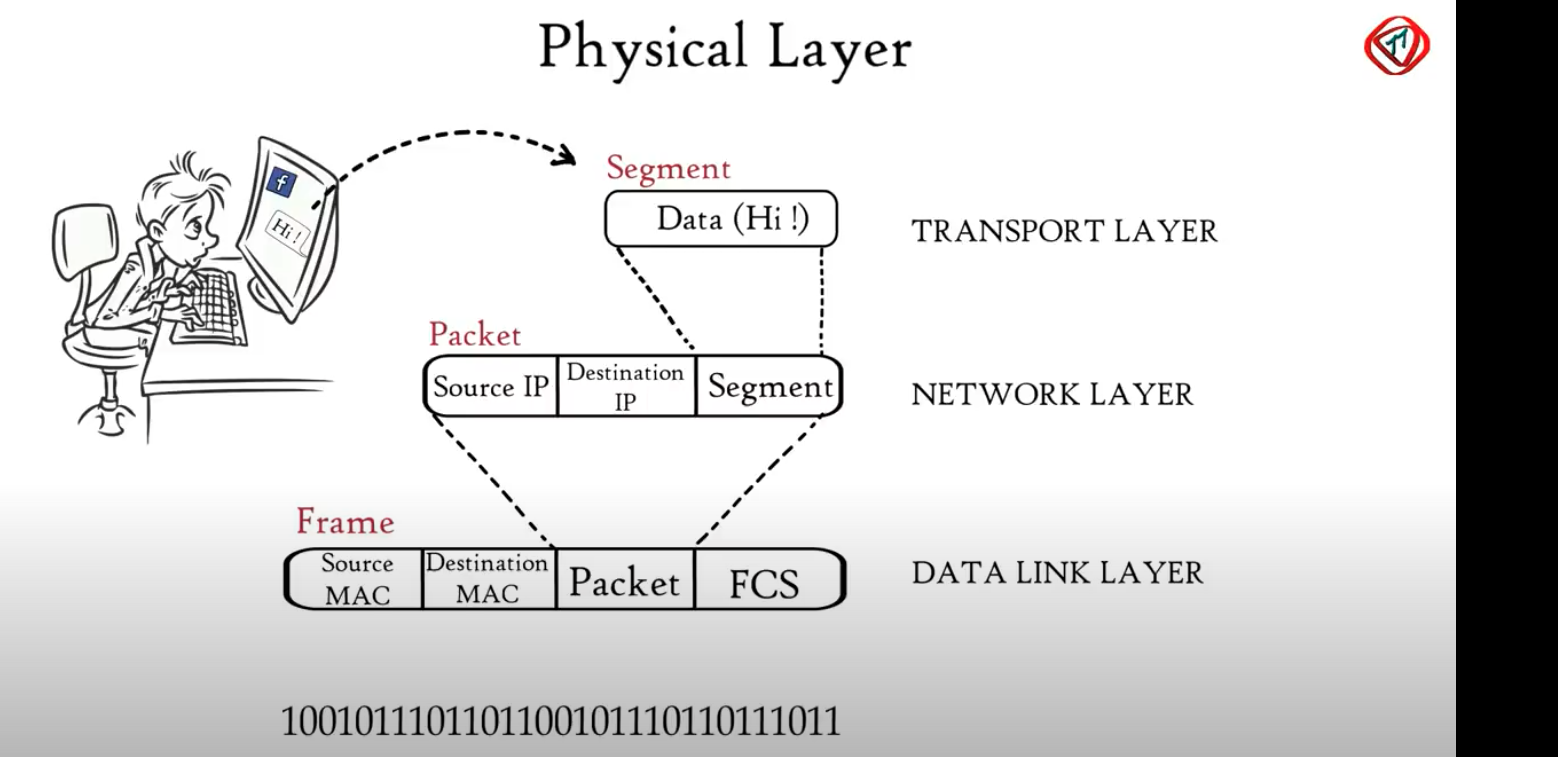 Physical Layer
f
Hi !
Segment
Data (Hi !)
TRANSPORT LAYER
Packet
Source IP
Destination
IP
Segment
NETWORK LAYER
Frame
Source
MAC
Destination
MAC
Packet
FCS
DATA LINK LAYER
1001011101101100101110110111011